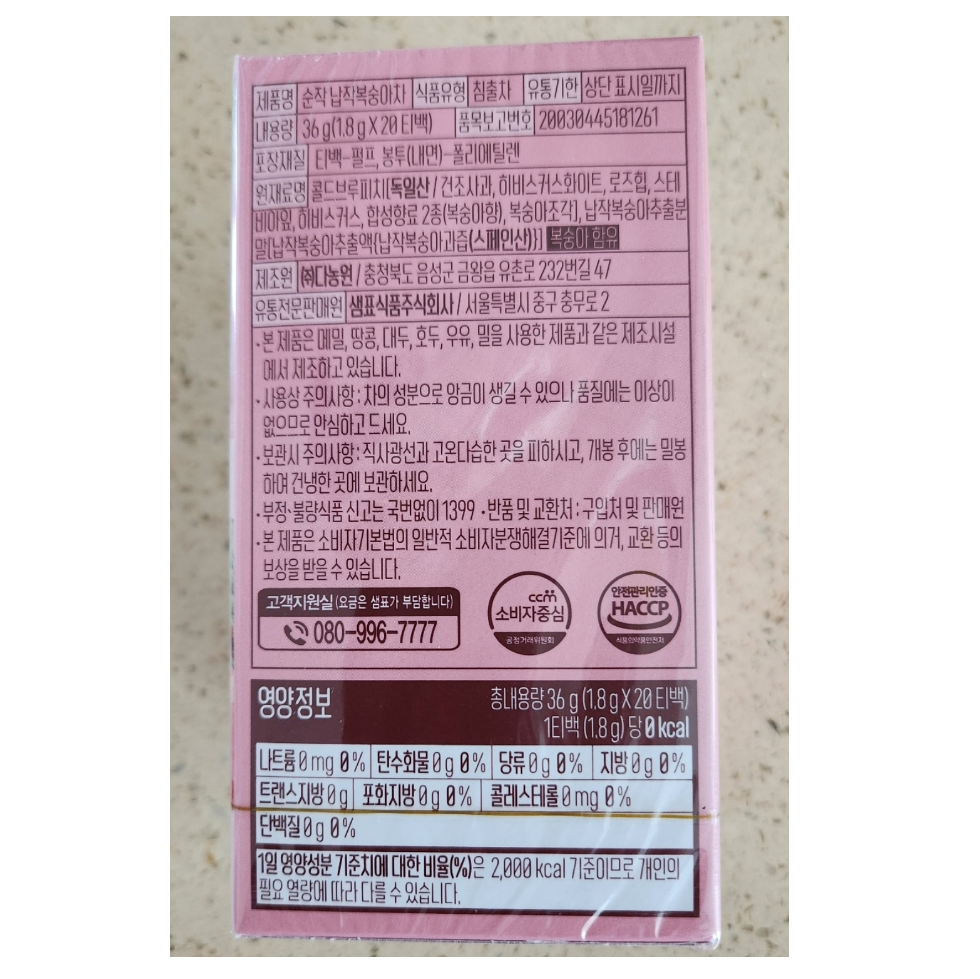 제품명 순작 납작복숭아차 식품유형 침출차 유통기한 상단 표시일까지
내용량 36 g(1.8 g X 20 티백) 품목보고번호 20030445181261
포장재질 티백-펄프, 봉투(내면)-폴리에틸렌
원재료명 콜드브루피치[독일산 / 건조사과, 히비스커스화이트, 로즈힙, 스테
비아잎, 히비스커스, 합성향료 2종(복숭아향), 복숭아조각], 납작복숭아추출분
말[납작복숭아추출액{납작복숭아과즙(스페인산)}] 복숭아 함유
제조원 ㈜다농원 / 충청북도 음성군 금왕읍 유촌로 232번길 47
유통전문판매원 샘표식품주식회사 / 서울특별시 중구 충무로 2
· 본 제품은 메밀, 땅콩, 대두, 호두, 우유, 밀을 사용한 제품과 같은 제조시설
에서 제조하고 있습니다.
· 사용상 주의사항 : 차의 성분으로 앙금이 생길 수 있으나 품질에는 이상이
없으므로 안심하고 드세요.
· 보관시 주의사항 : 직사광선과 고온다습한 곳을 피하시고, 개봉 후에는 밀봉
하여 건냉한 곳에 보관하세요.
· 부정·불량식품 신고는 국번없이 1399 · 반품 및 교환처 : 구입처 및 판매원
· 본 제품은 소비자기본법의 일반적 소비자분쟁해결기준에 의거, 교환 등의
보상을 받을 수 있습니다.
고객지원실 (요금은 샘표가 부담합니다)
080-996-7777
ccm
소비자중심
공정거래위원회
안전관리인증
HACCP
식품의약품안전처
영양정보 총내용량 36 g (1.8 g X 20 티백)
1티백 (1.8 g) 당 0 kcal
나트륨 0 mg 0% 탄수화물 0 g 0% 당류 0 g 0% 지방 0 g 0%
트랜스지방 0 g 포화지방 0 g 0% 콜레스테롤 0 mg 0%
단백질 0 g 0%
1일 영양성분 기준치에 대한 비율(%)은 2,000 kcal 기준이므로 개인의
필요 열량에 따라 다를 수 있습니다.